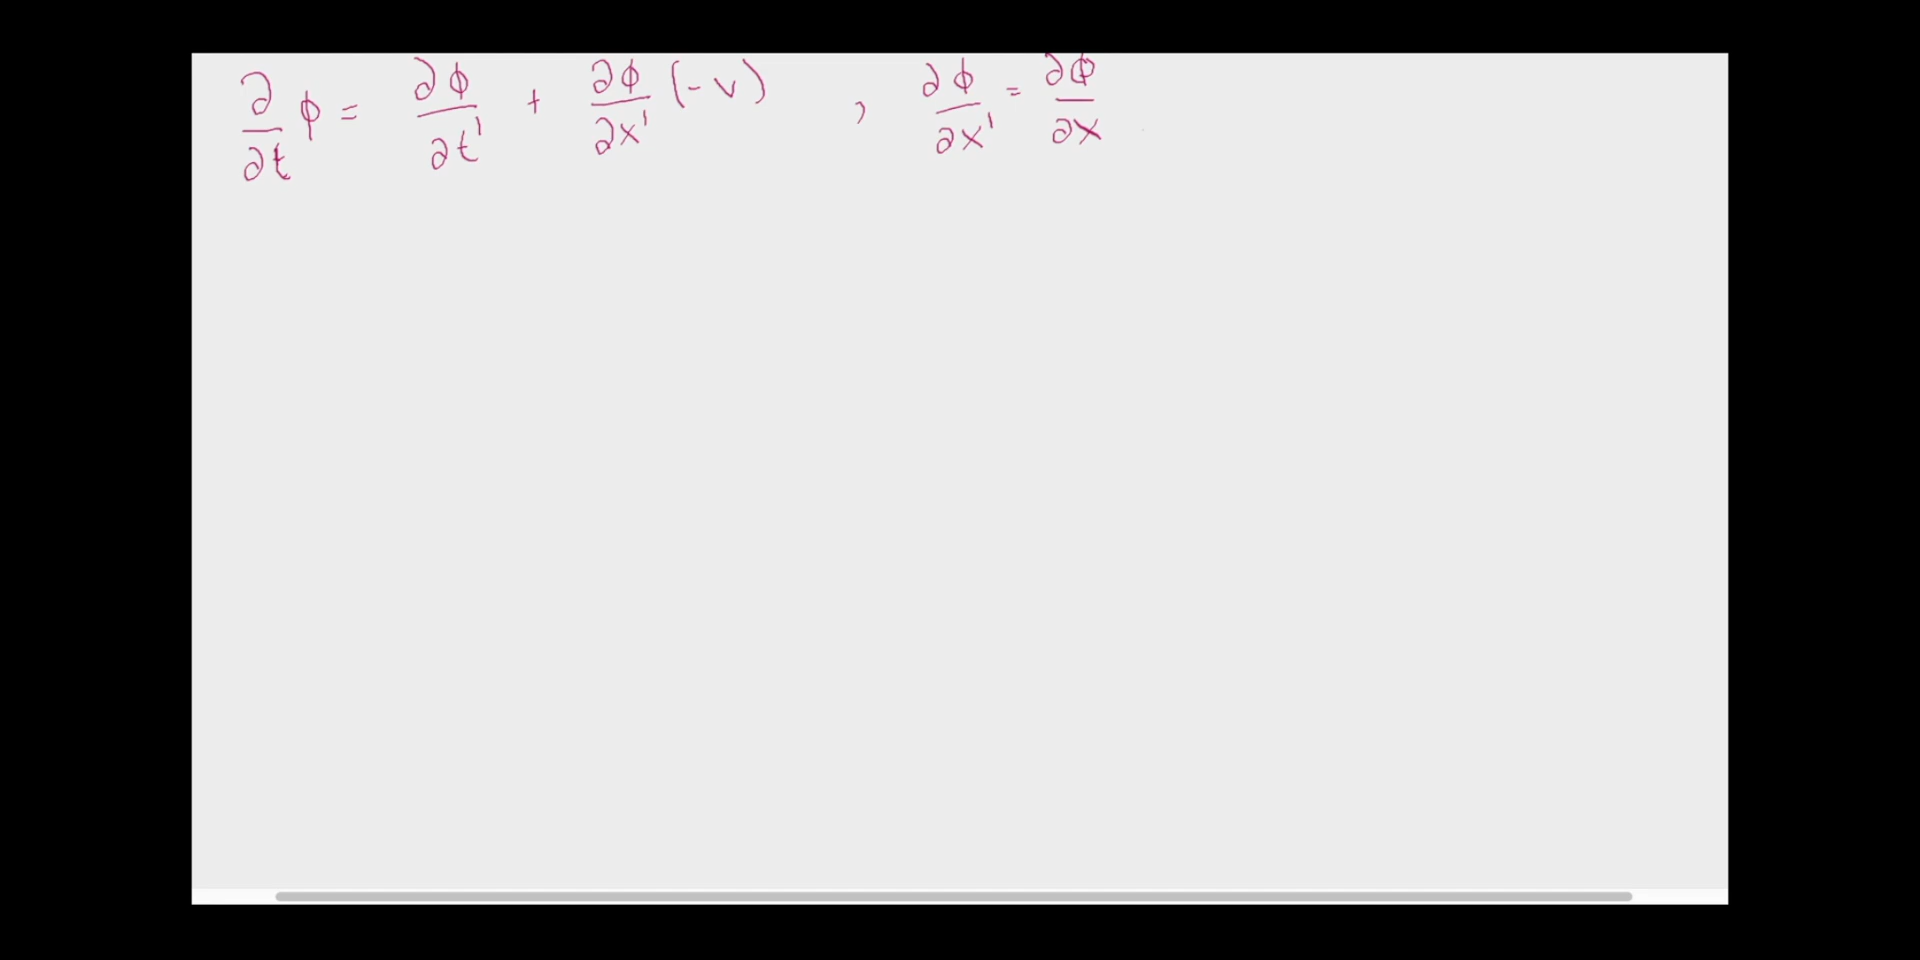 ∂/∂t ϕ = ∂ϕ/∂t' + ∂ϕ/∂x' (-v) , ∂ϕ/∂x' = ∂ϕ/∂x